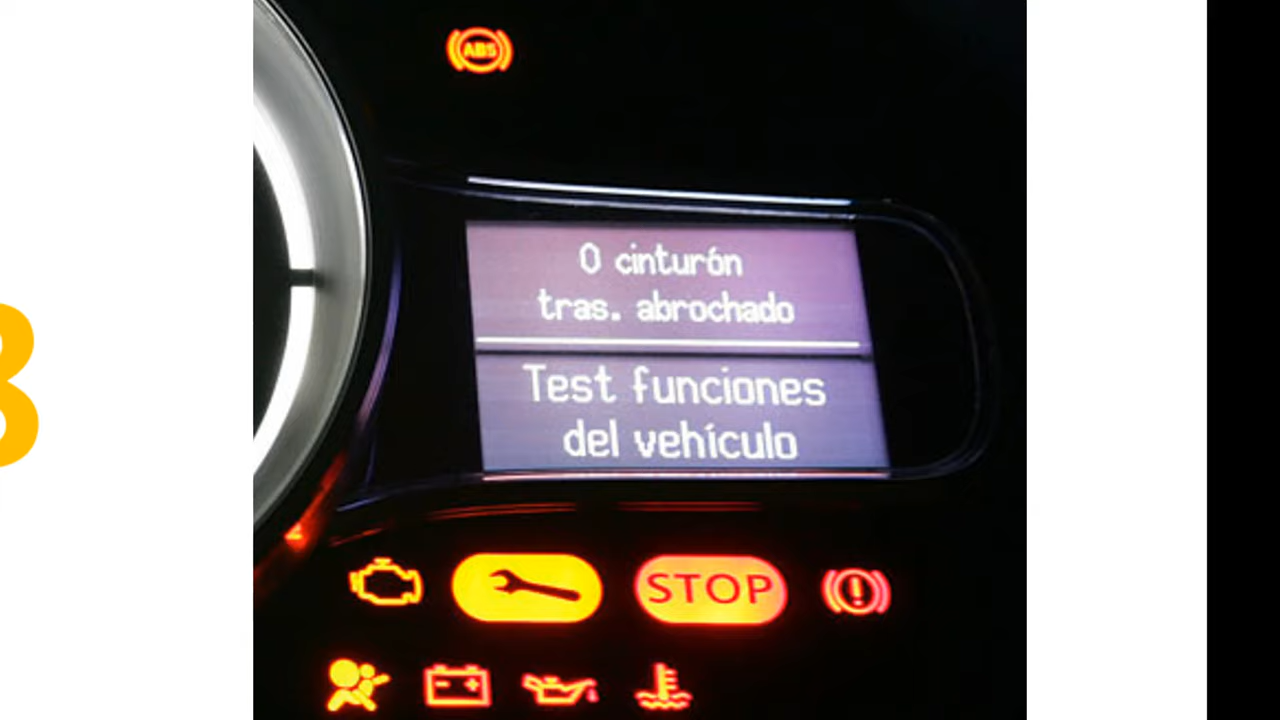 ABS
0 cinturón
tras. abrochado
Test funciones
del vehículo
STOP